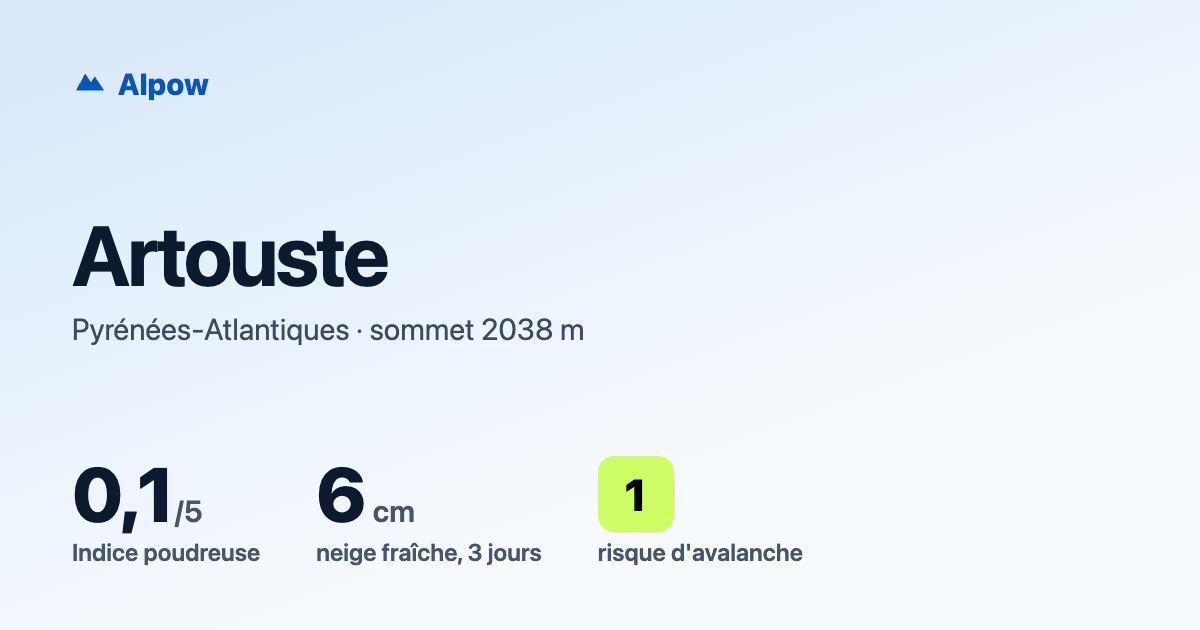 Alpow
Artouste
Pyrénées-Atlantiques · sommet 2038 m
0,1/5
Indice poudreuse
6 cm
neige fraîche, 3 jours
1
risque d'avalanche